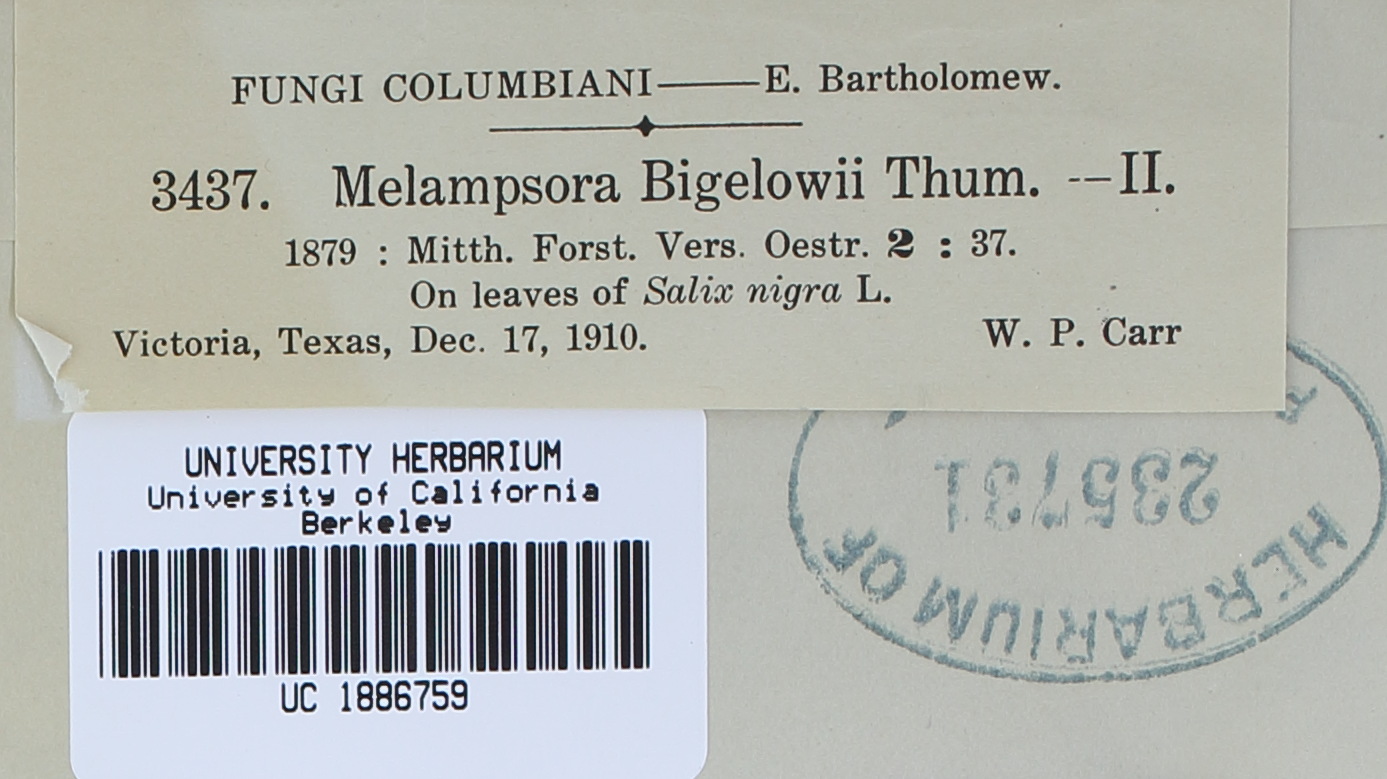 FUNGI COLUMBIANI——E. Bartholomew.
3437. Melampsora Bigelowii Thum. --II.
1879 : Mitth. Forst. Vers. Oestr. 2 : 37.
On leaves of Salix nigra L.
Victoria, Texas, Dec. 17, 1910. W. P. Carr
UNIVERSITY HERBARIUM
University of California
Berkeley
UC 1886759
HERBARIUM OF
235731